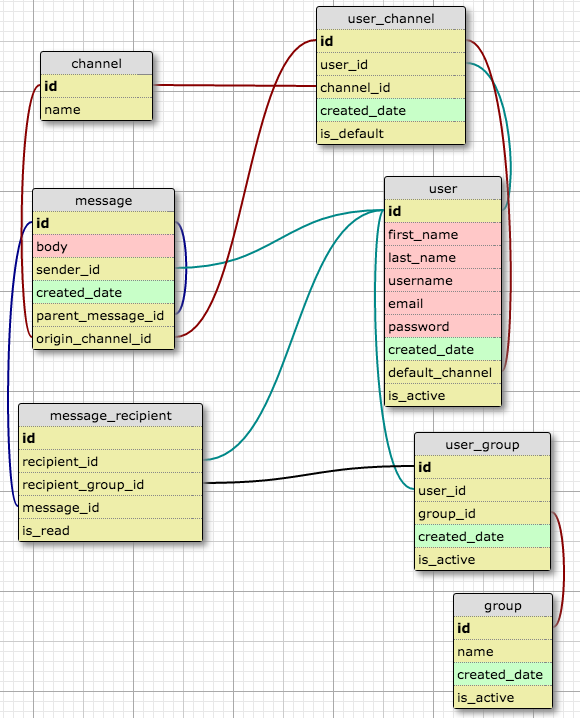 user_channel
id
user_id
channel_id
created_date
is_default
channel
id
name
message
id
body
sender_id
created_date
parent_message_id
origin_channel_id
user
id
first_name
last_name
username
email
password
created_date
default_channel
is_active
message_recipient
id
recipient_id
recipient_group_id
message_id
is_read
user_group
id
user_id
group_id
created_date
is_active
group
id
name
created_date
is_active